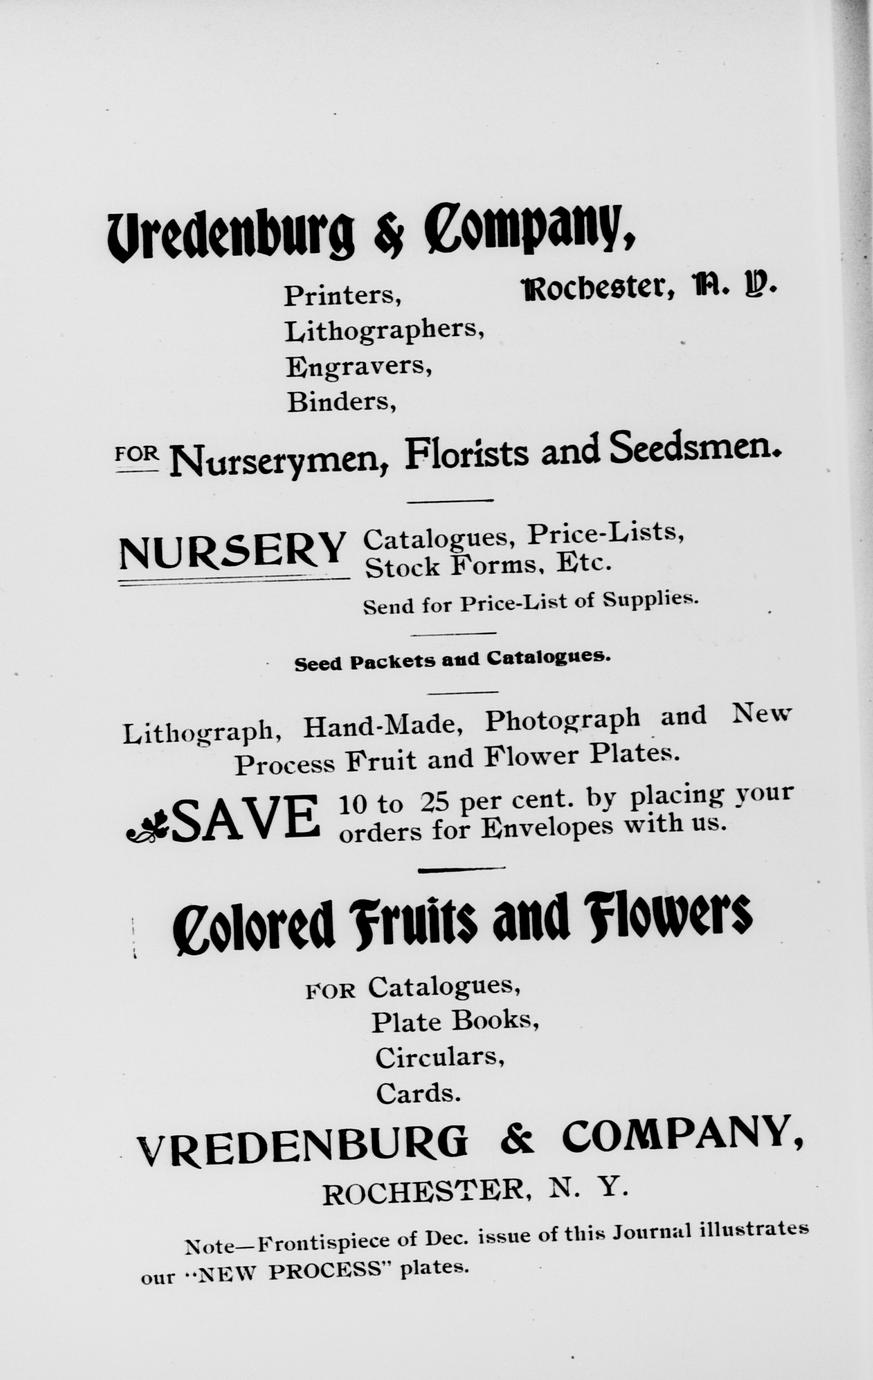 Vredenburg & Company,
Rochester, N. Y.
Printers,
Lithographers,
Engravers,
Binders,
FOR Nurserymen, Florists and Seedsmen.
NURSERY Catalogues, Price-Lists,
Stock Forms, Etc.
Send for Price-List of Supplies.
Seed Packets and Catalogues.
Lithograph, Hand-Made, Photograph and New
Process Fruit and Flower Plates.
SAVE 10 to 25 per cent. by placing your
orders for Envelopes with us.
Colored Fruits and Flowers
FOR Catalogues,
Plate Books,
Circulars,
Cards.
VREDENBURG & COMPANY,
ROCHESTER, N. Y.
Note—Frontispiece of Dec. issue of this Journal illustrates
our "NEW PROCESS" plates.